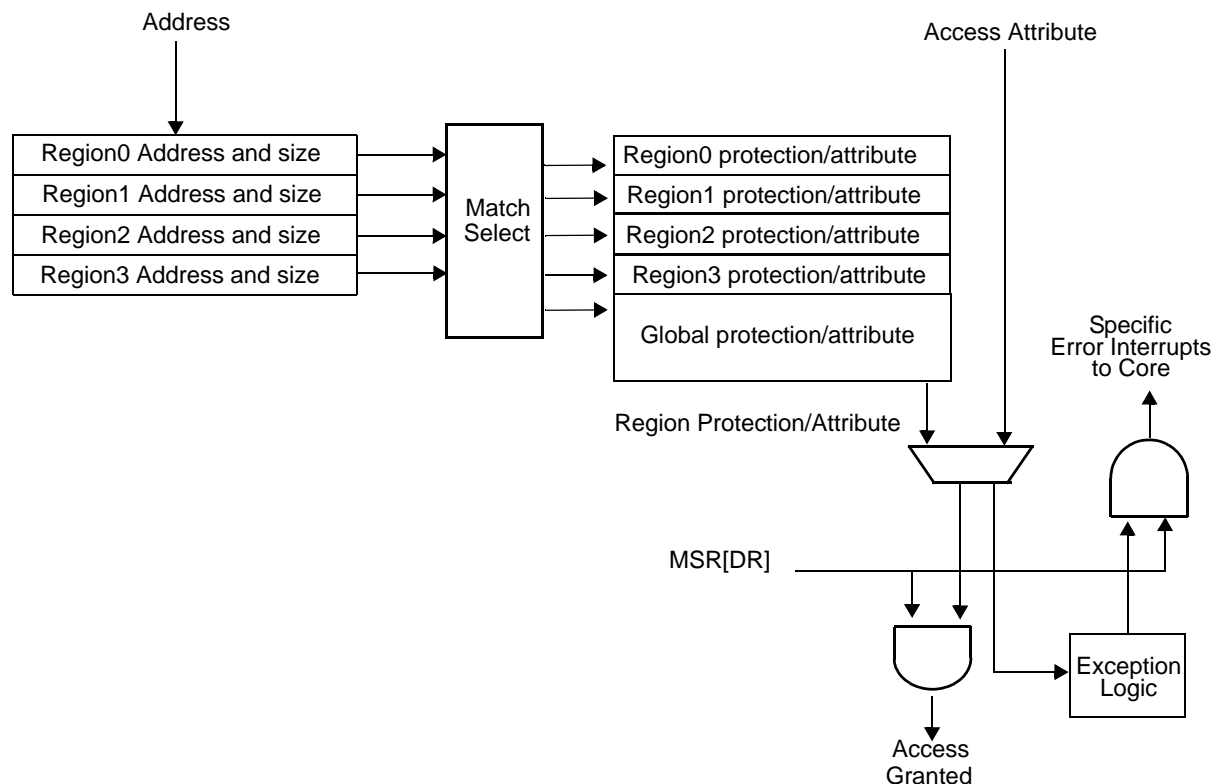 Address
Access Attribute
Region0 Address and size
Region1 Address and size
Region2 Address and size
Region3 Address and size
Match
Select
Region0 protection/attribute
Region1 protection/attribute
Region2 protection/attribute
Region3 protection/attribute
Global protection/attribute
Specific
Error Interrupts
to Core
Region Protection/Attribute
MSR[DR]
Exception
Logic
Access
Granted